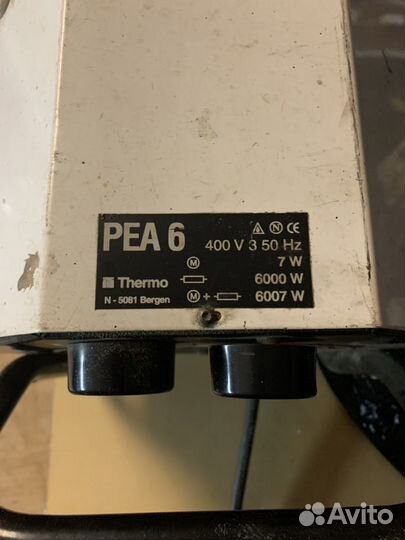 PEA 6
400 V 3 50 Hz
M 7 W
Thermo 6000 W
N - 5081 Bergen M + 6007 W
Avito